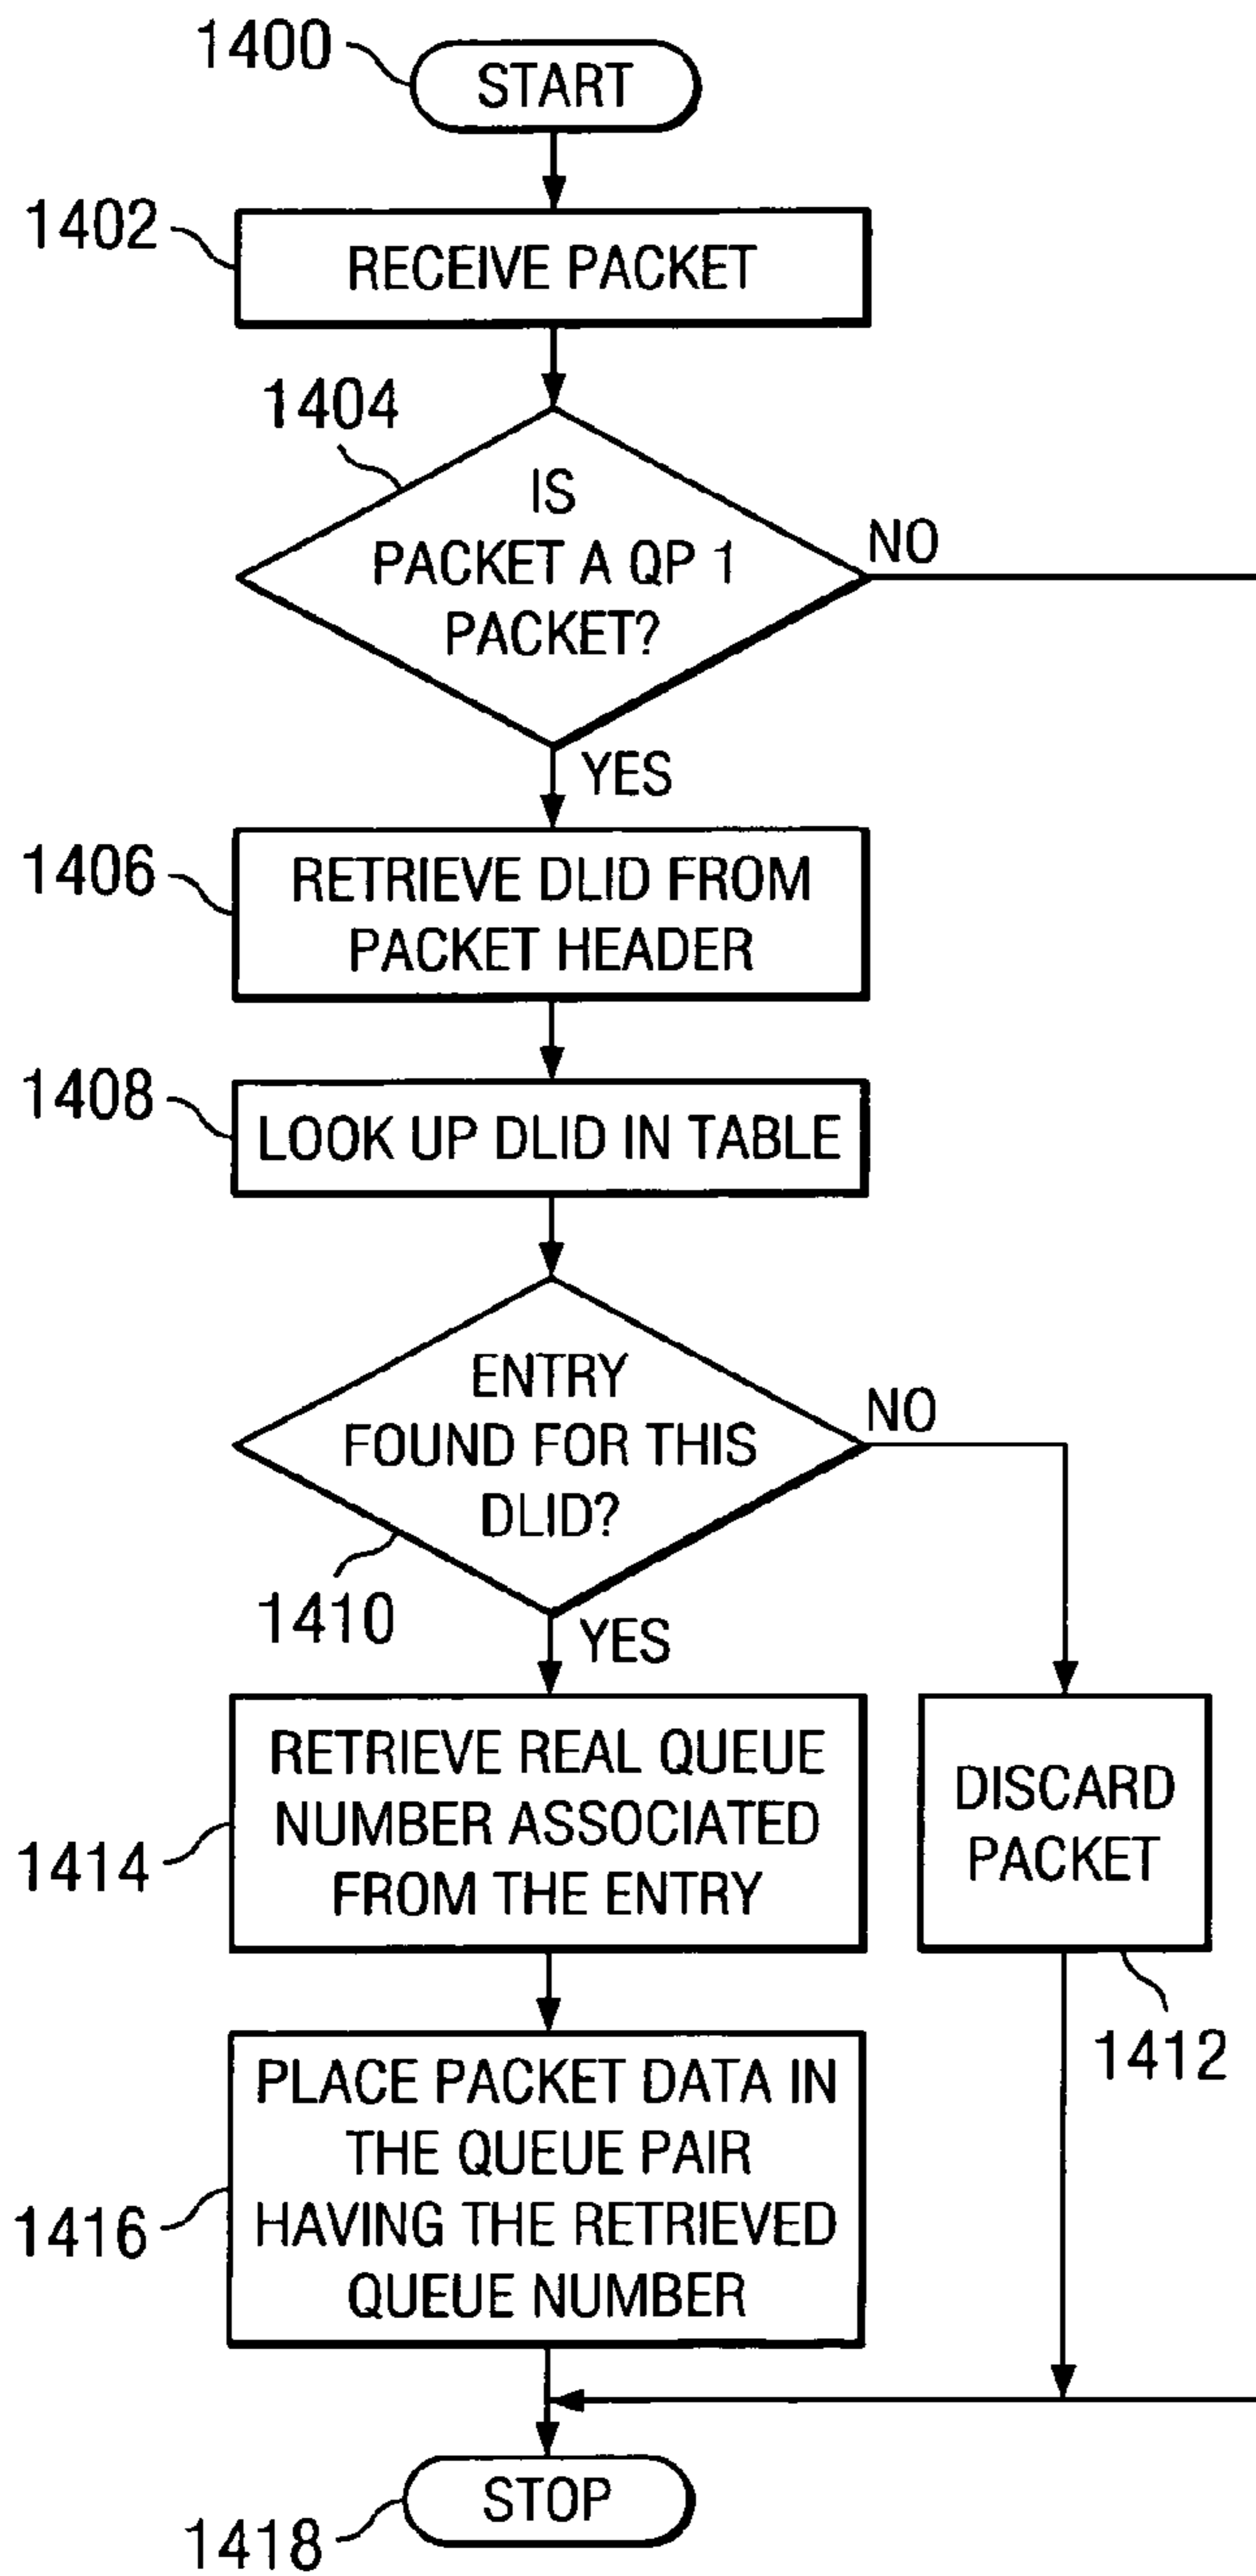 1400
START
1402
RECEIVE PACKET
1404
IS
PACKET A QP 1
PACKET?
NO
YES
1406
RETRIEVE DLID FROM
PACKET HEADER
1408
LOOK UP DLID IN TABLE
ENTRY
FOUND FOR THIS
DLID?
NO
1410
YES
1414
RETRIEVE REAL QUEUE
NUMBER ASSOCIATED
FROM THE ENTRY
DISCARD
PACKET
1412
1416
PLACE PACKET DATA IN
THE QUEUE PAIR
HAVING THE RETRIEVED
QUEUE NUMBER
STOP
1418